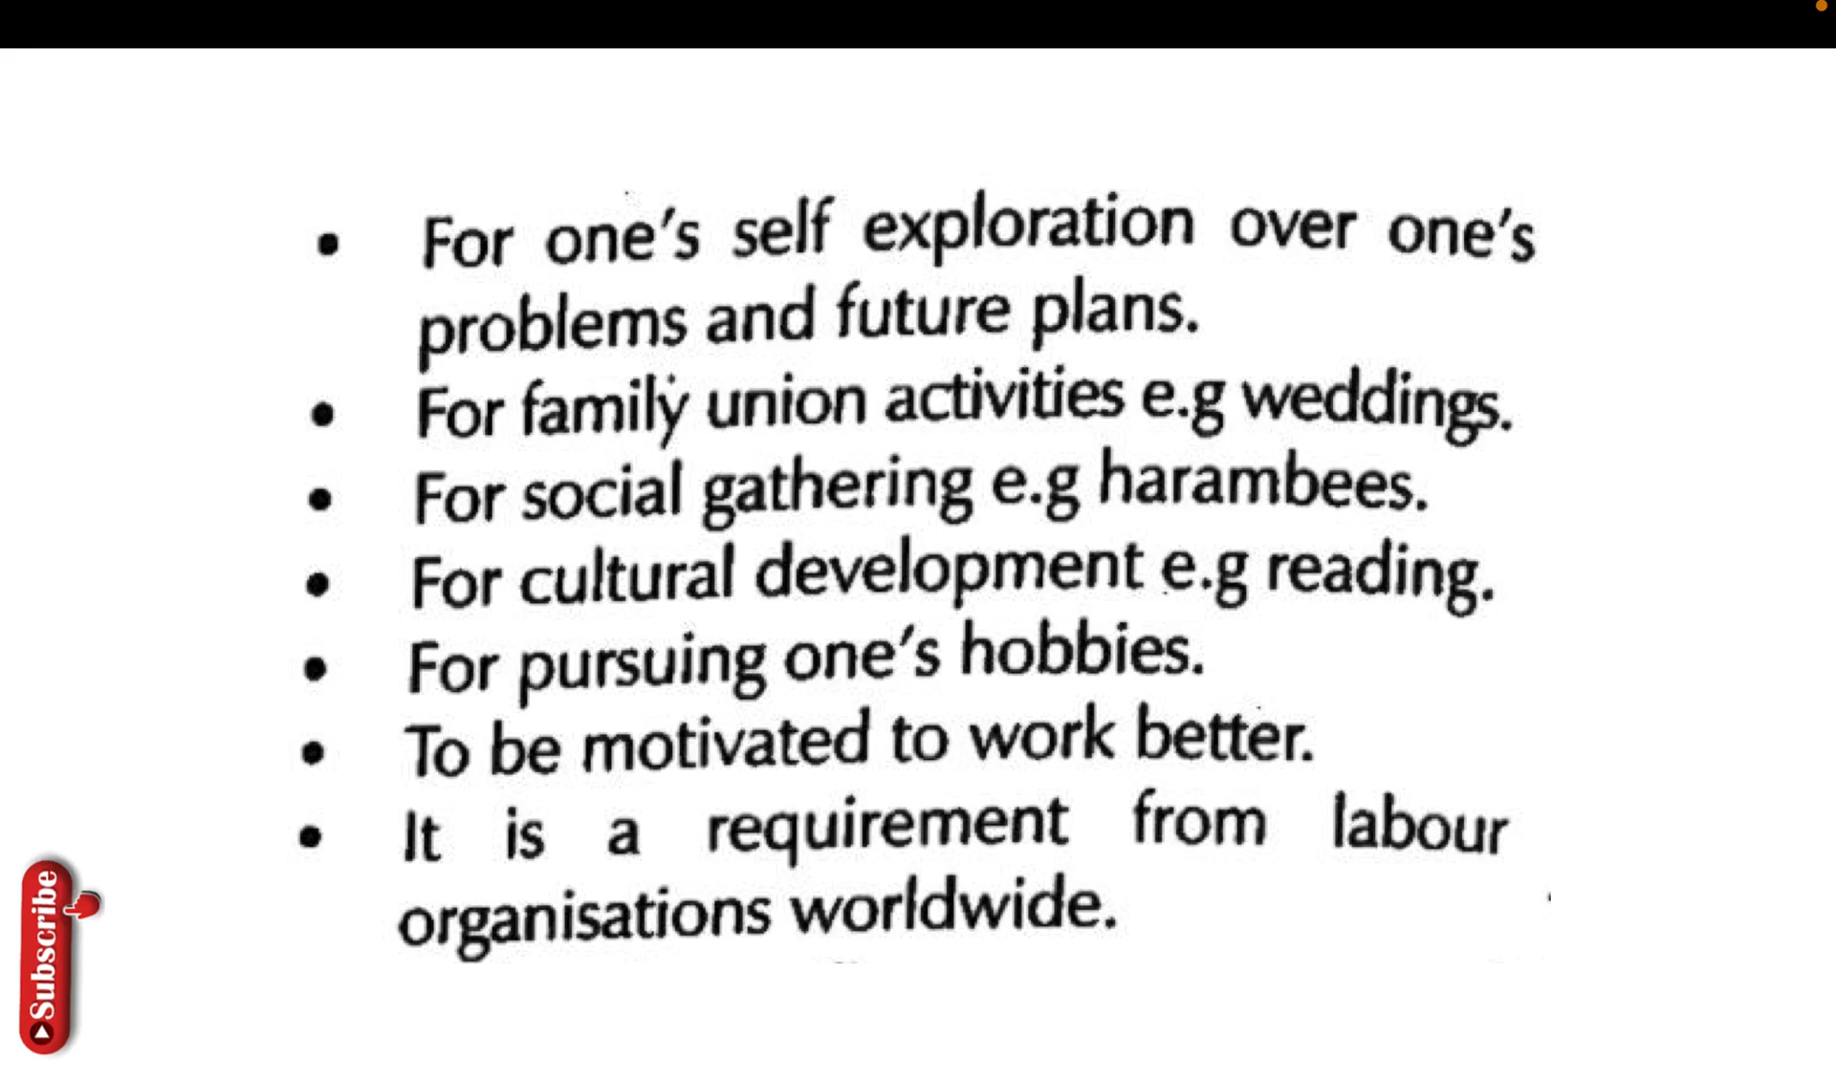 • For one's self exploration over one's
problems and future plans.
• For family union activities e.g weddings.
• For social gathering e.g harambees.
• For cultural development e.g reading.
• For pursuing one's hobbies.
• To be motivated to work better.
• It is a requirement from labour
organisations worldwide.
Subscribe